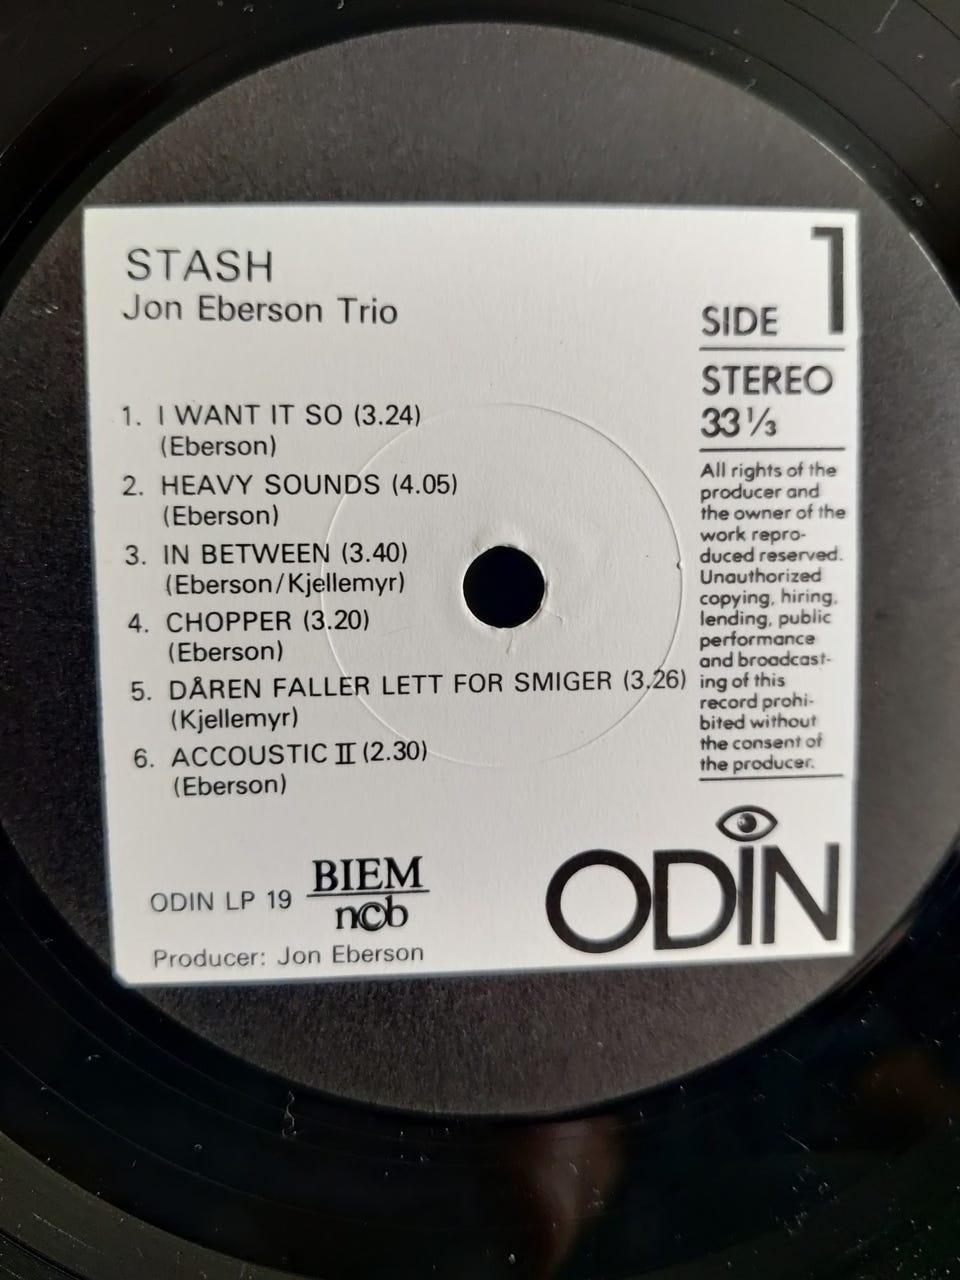 STASH
Jon Eberson Trio
1. I WANT IT SO (3.24)
(Eberson)
2. HEAVY SOUNDS (4.05)
(Eberson)
3. IN BETWEEN (3.40)
(Eberson/Kjellemyr)
4. CHOPPER (3.20)
(Eberson)
5. DÅREN FALLER LETT FOR SMIGER (3.26)
(Kjellemyr)
6. ACCOUSTIC II (2.30)
(Eberson)
ODIN LP 19
BIEM
ncb
Producer: Jon Eberson
SIDE 1
STEREO
33 ⅓
All rights of the
producer and
the owner of the
work repro-
duced reserved.
Unauthorized
copying, hiring,
lending, public
performance
and broadcast-
ing of this
record prohi-
bited without
the consent of
the producer.
ODIN